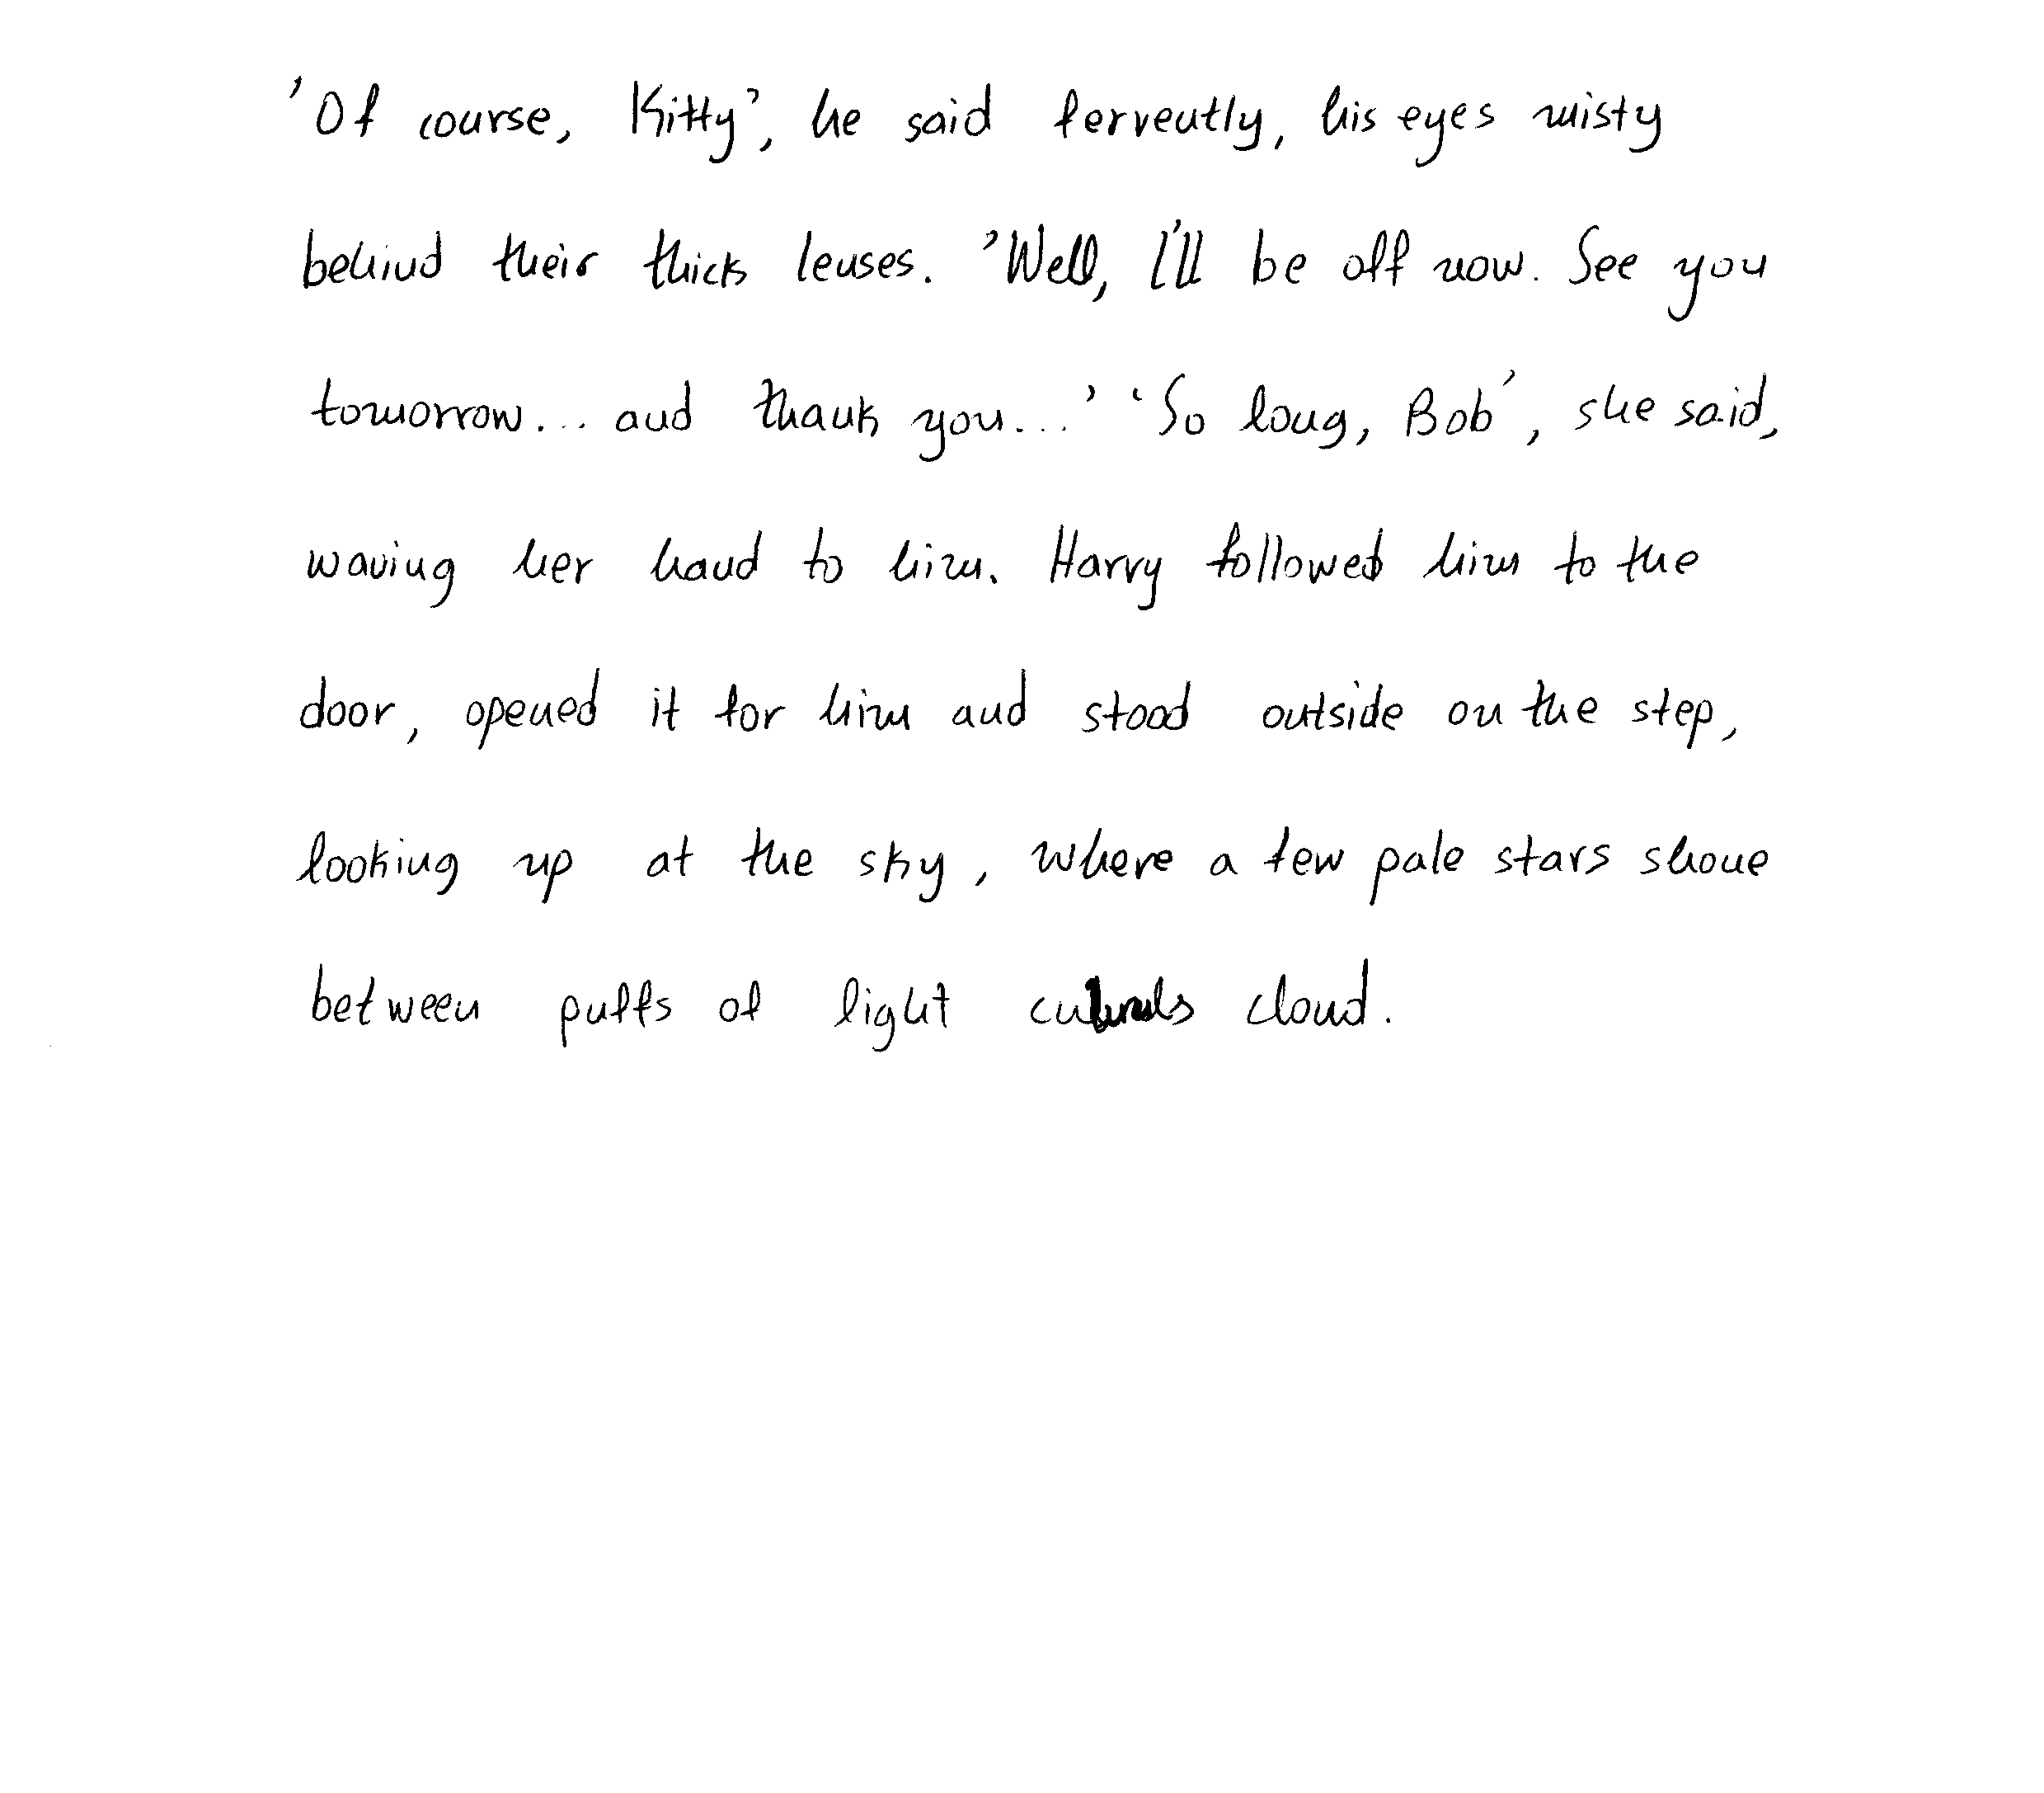 'Of course, Kitty', he said fervently, his eyes misty
behind their thick lenses. 'Well, I'll be off now. See you
tomorrow... and thank you...' 'So long, Bob', she said,
waving her hand to him. Harry followed him to the
door, opened it for him and stood outside on the step,
looking up at the sky, where a few pale stars shone
between puffs of light cloud.